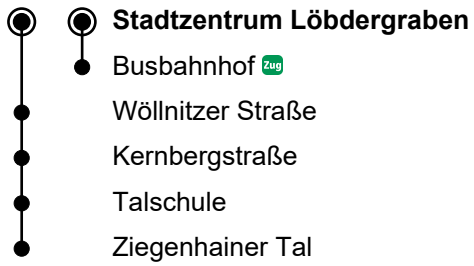 Stadtzentrum Löbdergraben
Busbahnhof Zug
Wöllnitzer Straße
Kernbergstraße
Talschule
Ziegenhainer Tal